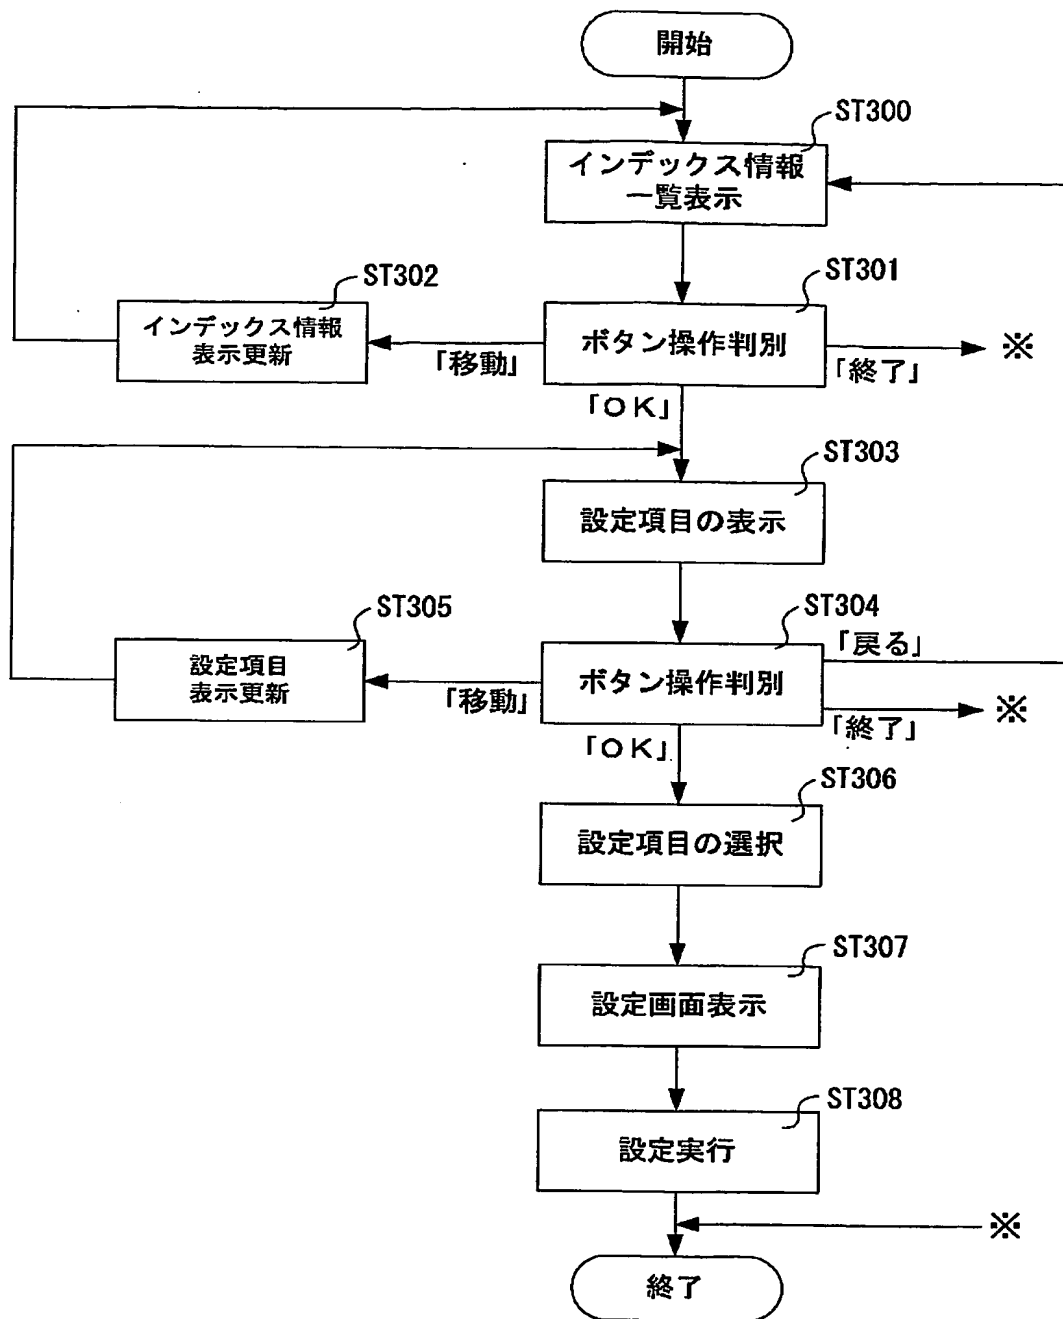 開始
ST300
インデックス情報
一覧表示
ST301
ボタン操作判別
ST302
インデックス情報
表示更新
「移動」
「終了」
※
「OK」
ST303
設定項目の表示
ST304
ボタン操作判別
ST305
設定項目
表示更新
「移動」
「戻る」
「終了」
※
「OK」
ST306
設定項目の選択
ST307
設定画面表示
ST308
設定実行
※
終了